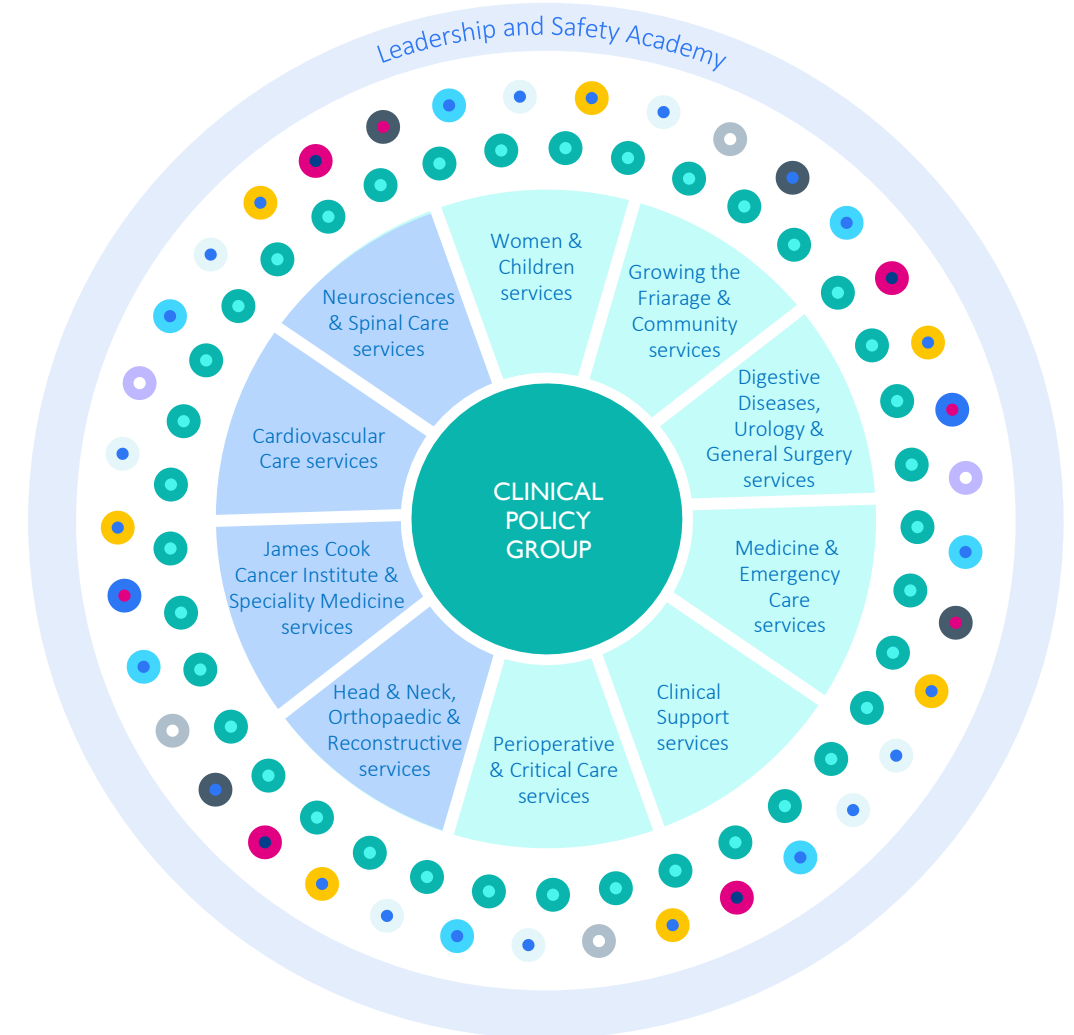 Leadership and Safety Academy
Women &
Children
services
Growing the
Friarage &
Community
services
Digestive
Diseases,
Urology &
General Surgery
services
Medicine &
Emergency
Care
services
Clinical
Support
services
Perioperative
& Critical Care
services
Head & Neck,
Orthopaedic &
Reconstructive
services
James Cook
Cancer Institute &
Speciality Medicine
services
Cardiovascular
Care services
Neurosciences
& Spinal Care
services
CLINICAL
POLICY
GROUP